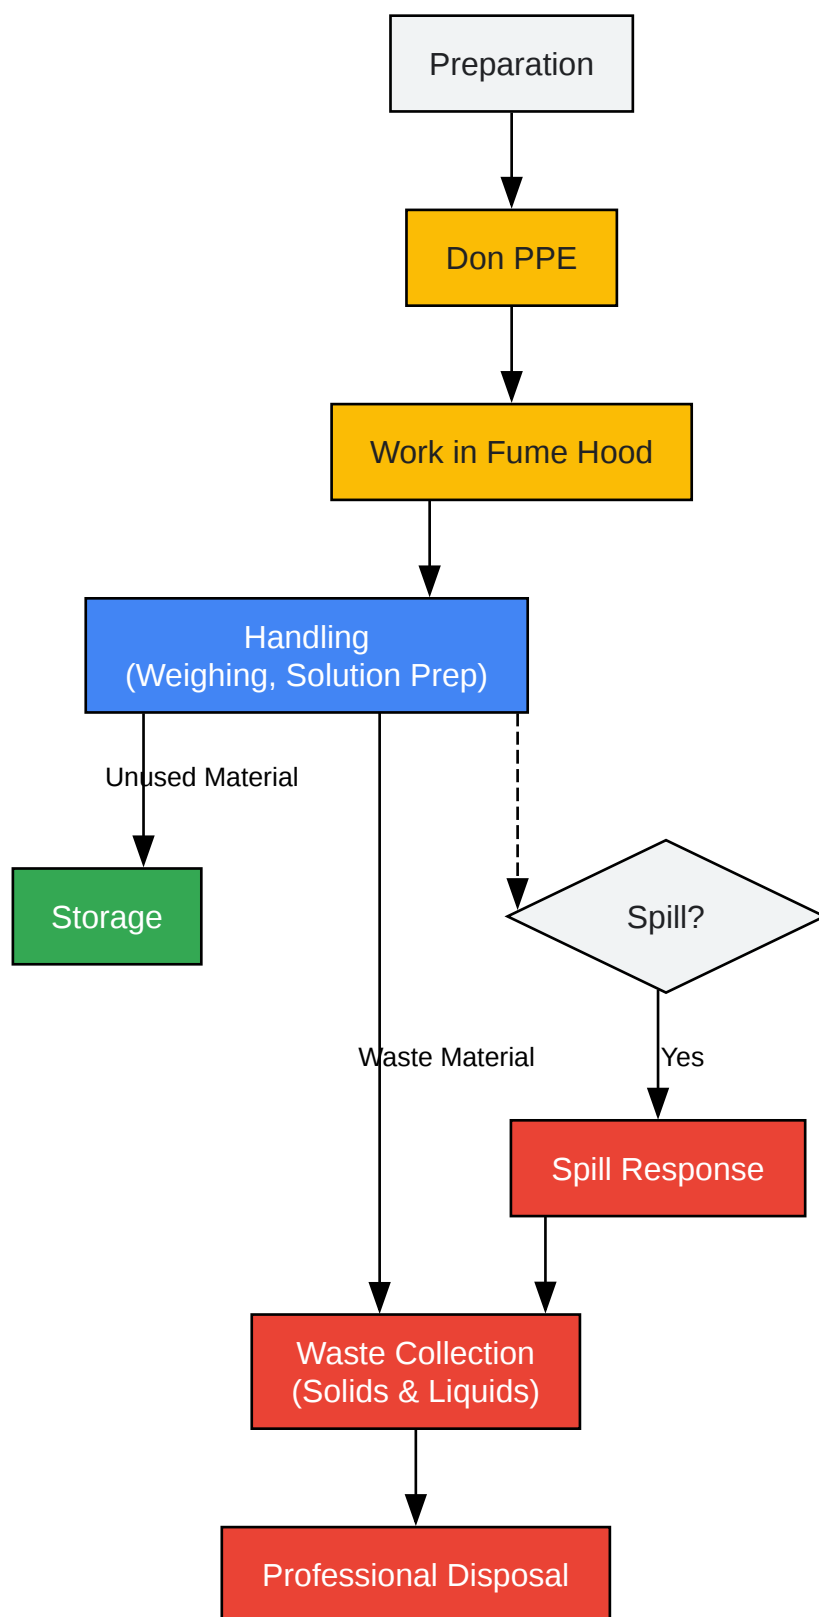 Preparation
Don PPE
Work in Fume Hood
Handling
(Weighing, Solution Prep)
Unused Material
Storage
Spill?
Waste Material
Yes
Spill Response
Waste Collection
(Solids & Liquids)
Professional Disposal